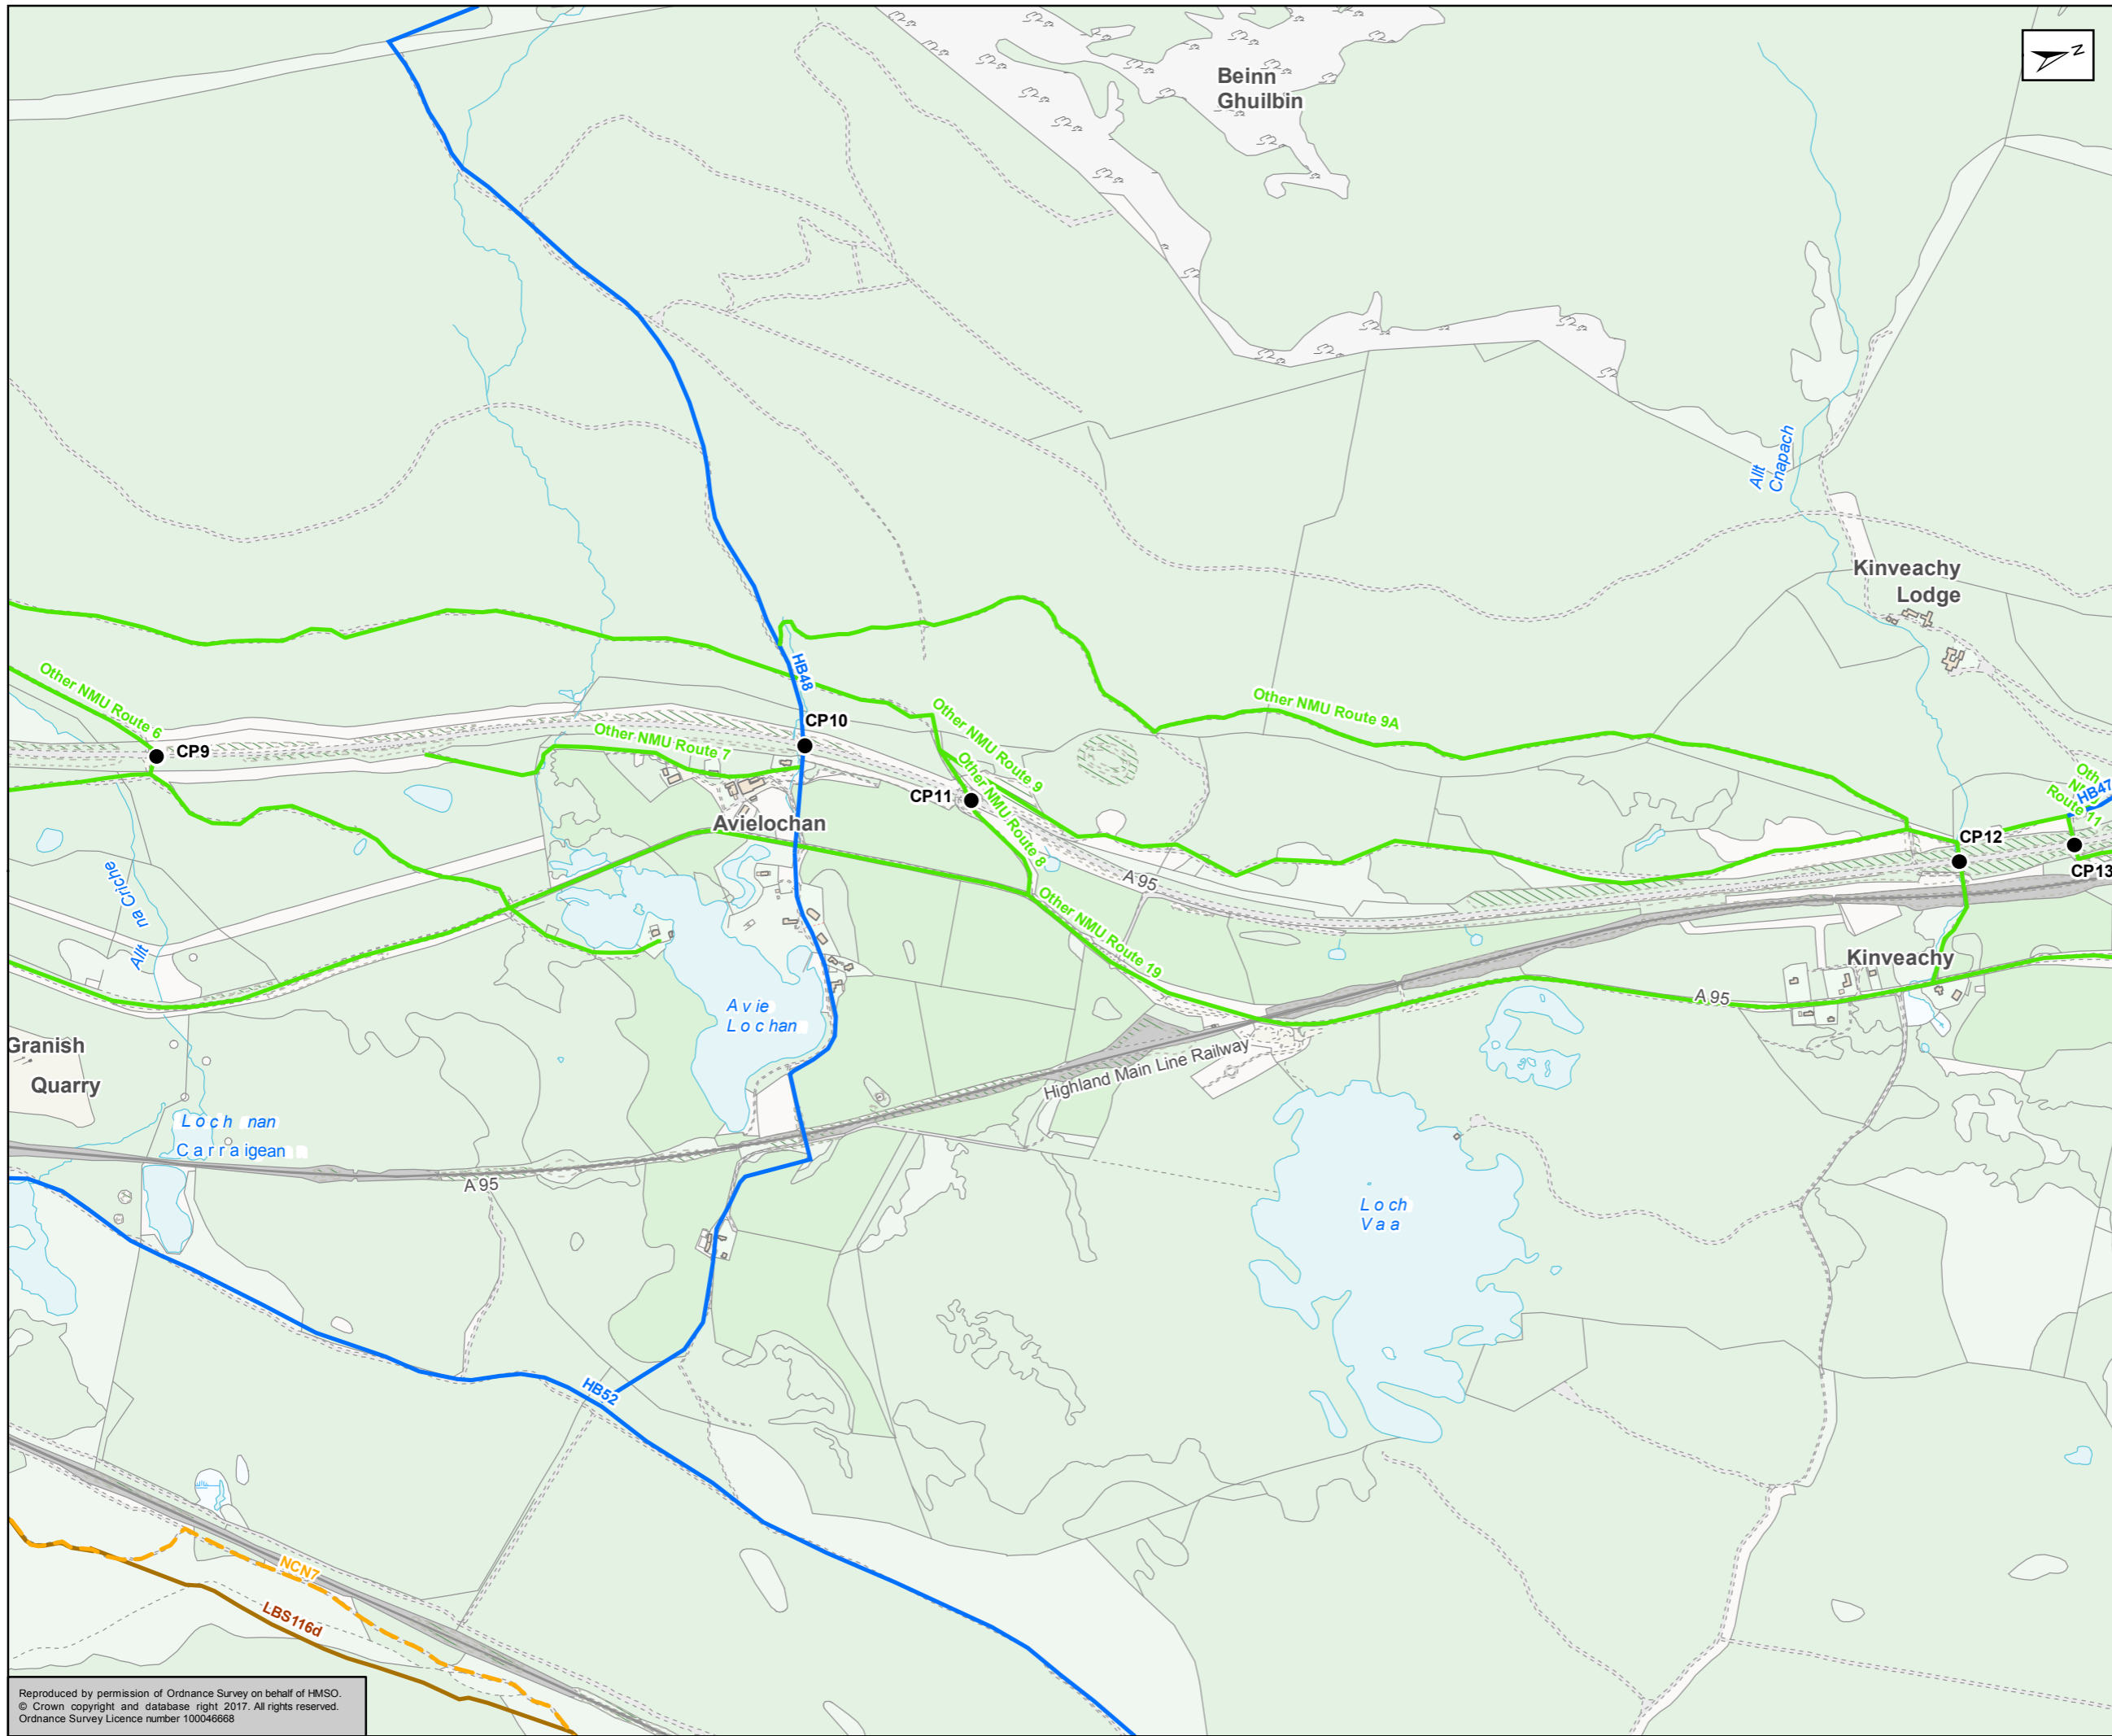 Beinn
Ghuilbin
N
Allt
Cnapach
Kinveachy
Lodge
HB48
Other NMU Route 6
CP9
CP10
Other NMU Route 7
Other NMU Route 9
Other NMU Route 9A
Other NMU Route 8
CP11
Avielochan
Oth
NMU
Route 11
HB47
CP12
CP13
A 95
Other NMU Route 19
Allt na Criche
Avie
Lochan
Kinveachy
A 95
Granish
Quarry
Highland Main Line Railway
Loch nan
Carraigean
A 95
Loch
Vaa
HB52
NCN7
LBS116d
Reproduced by permission of Ordnance Survey on behalf of HMSO.
© Crown copyright and database right 2017. All rights reserved.
Ordnance Survey Licence number 100046668